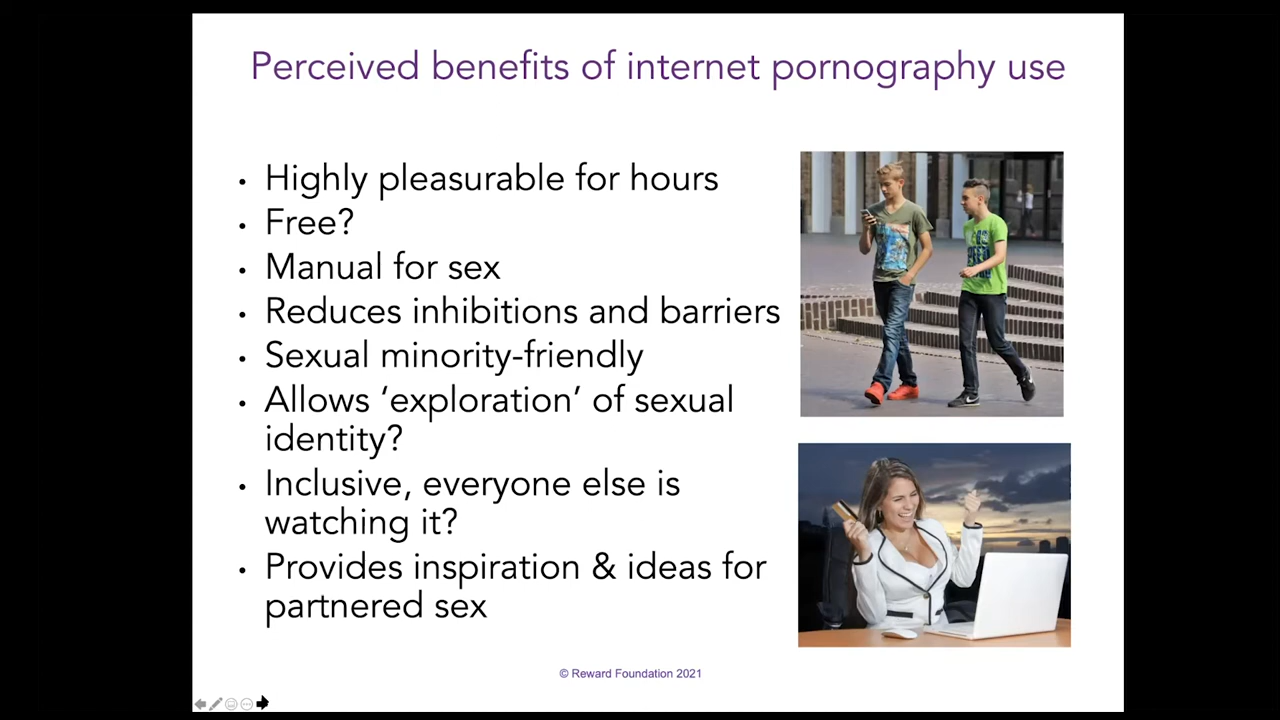 Perceived benefits of internet pornography use
• Highly pleasurable for hours
• Free?
• Manual for sex
• Reduces inhibitions and barriers
• Sexual minority-friendly
• Allows ‘exploration’ of sexual
identity?
• Inclusive, everyone else is
watching it?
• Provides inspiration & ideas for
partnered sex
© Reward Foundation 2021